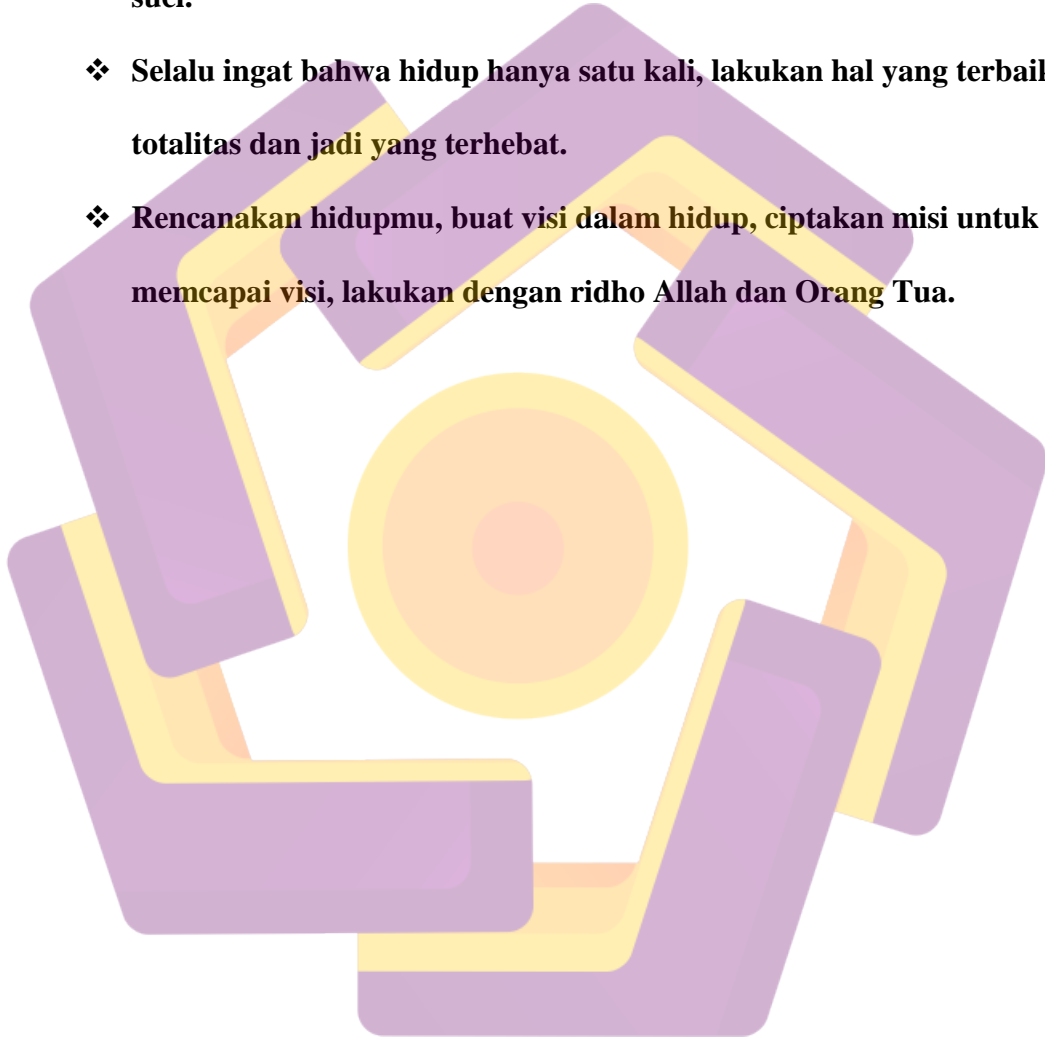 suci.
❖ Selalu ingat bahwa hidup hanya satu kali, lakukan hal yang terbaik
totalitas dan jadi yang terhebat.
❖ Rencanakan hidupmu, buat visi dalam hidup, ciptakan misi untuk
memcapai visi, lakukan dengan ridho Allah dan Orang Tua.